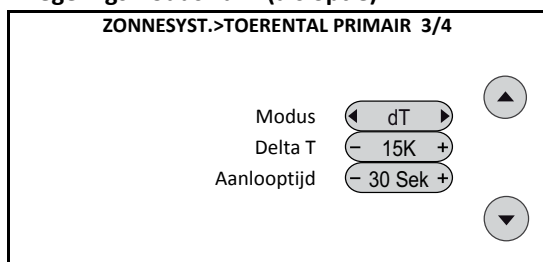 ZONNESYST.>TOERENTAL PRIMAIR 3/4
Modus dT
Delta T − 15K +
Aanlooptijd − 30 Sek +